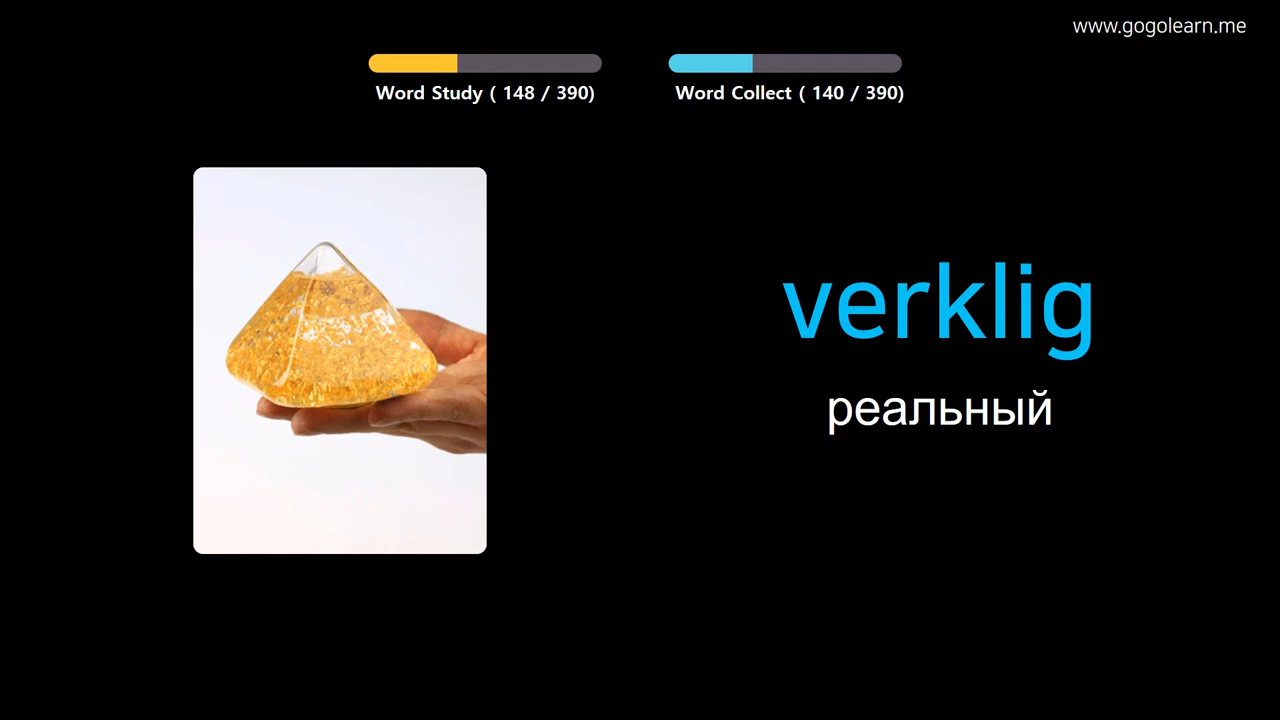 www.gogolearn.me
Word Study ( 148 / 390)
Word Collect ( 140 / 390)
verklig
реальный